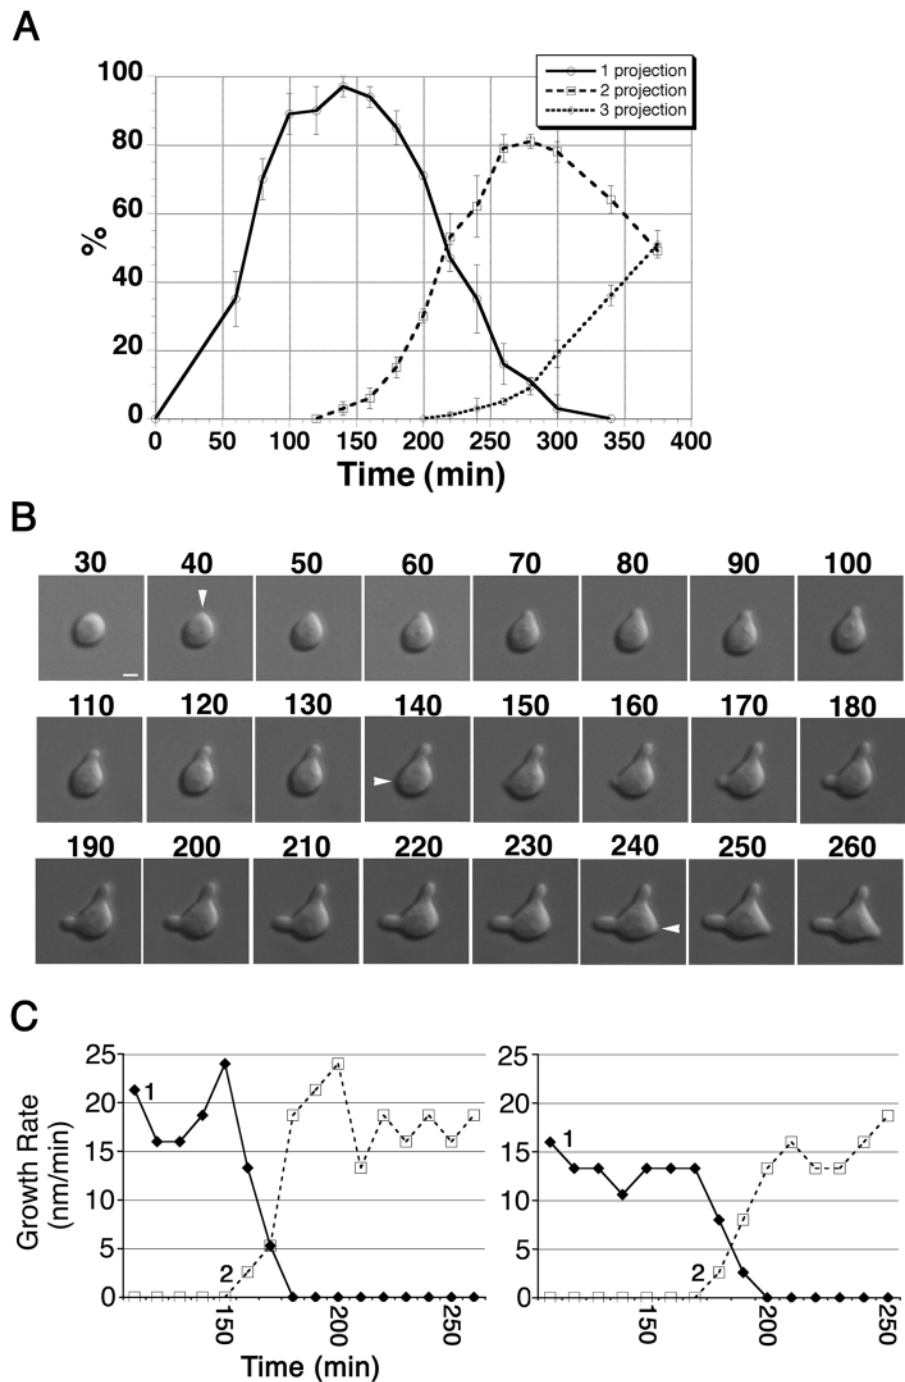 A
1 projection
2 projection
3 projection
100
80
60
40
20
0
%
0 50 100 150 200 250 300 350 400
Time (min)
B
30 40 50 60 70 80 90 100
110 120 130 140 150 160 170 180
190 200 210 220 230 240 250 260
C
25
20
15
10
5
0
Growth Rate
(nm/min)
1
2
150 200 250
Time (min)
25
20
15
10
5
0
1
2
150 200 250